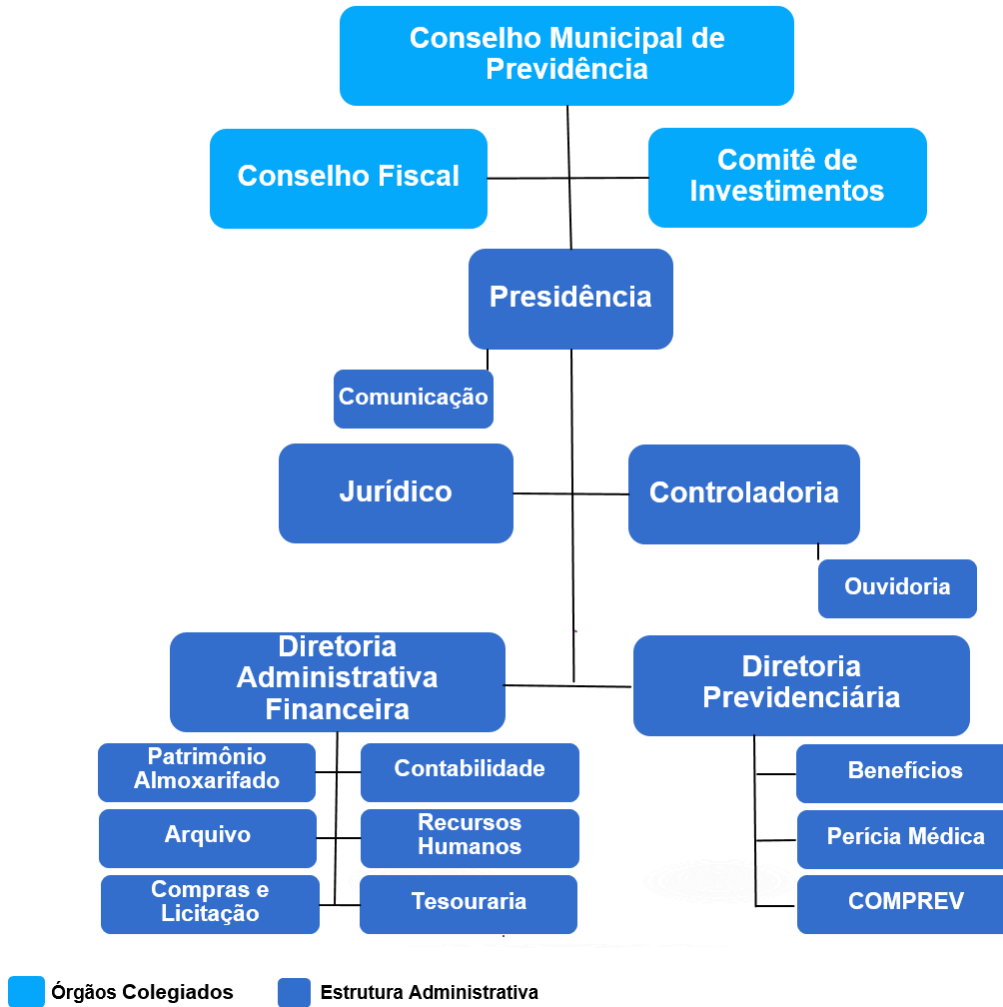 Conselho Municipal de
Previdência
Conselho Fiscal
Comitê de
Investimentos
Presidência
Comunicação
Jurídico
Controladoria
Ouvidoria
Diretoria
Administrativa
Financeira
Diretoria
Previdenciária
Patrimônio
Almoxarifado
Contabilidade
Benefícios
Arquivo
Recursos
Humanos
Perícia Médica
Compras e
Licitação
Tesouraria
COMPREV
Órgãos Colegiados
Estrutura Administrativa